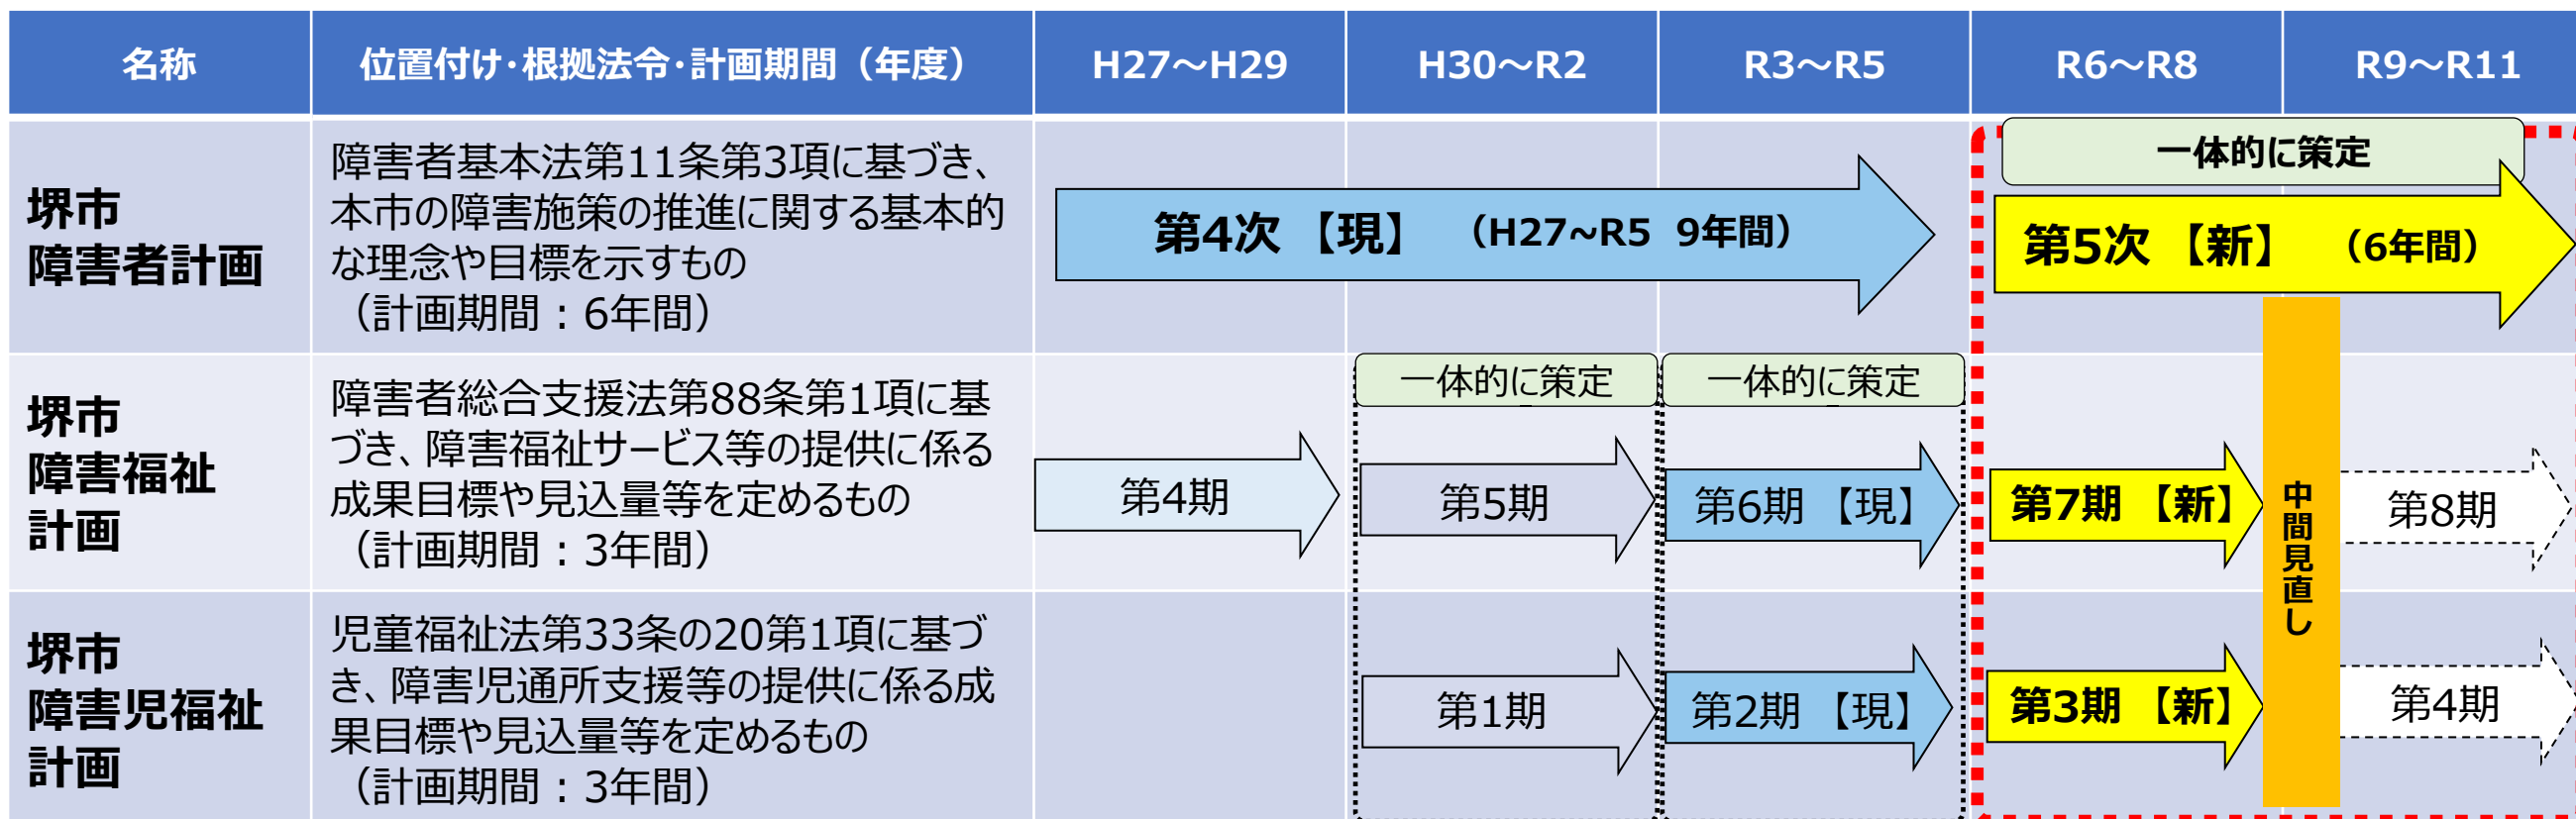 名称
位置付け・根拠法令・計画期間（年度）
H27～H29
H30～R2
R3～R5
R6～R8
R9～R11
堺市
障害者計画
障害者基本法第11条第3項に基づき、
本市の障害施策の推進に関する基本的
な理念や目標を示すもの
（計画期間：6年間）
第4次【現】　（H27~R5 9年間）
一体的に策定
第5次【新】　（6年間）
堺市
障害福祉
計画
障害者総合支援法第88条第1項に基
づき、障害福祉サービス等の提供に係る
成果目標や見込量等を定めるもの
（計画期間：3年間）
第4期
一体的に策定
第5期
一体的に策定
第6期【現】
第7期【新】
中間見直し
第8期
堺市
障害児福祉
計画
児童福祉法第33条の20第1項に基づ
き、障害児通所支援等の提供に係る成
果目標や見込量等を定めるもの
（計画期間：3年間）
第1期
第2期【現】
第3期【新】
第4期